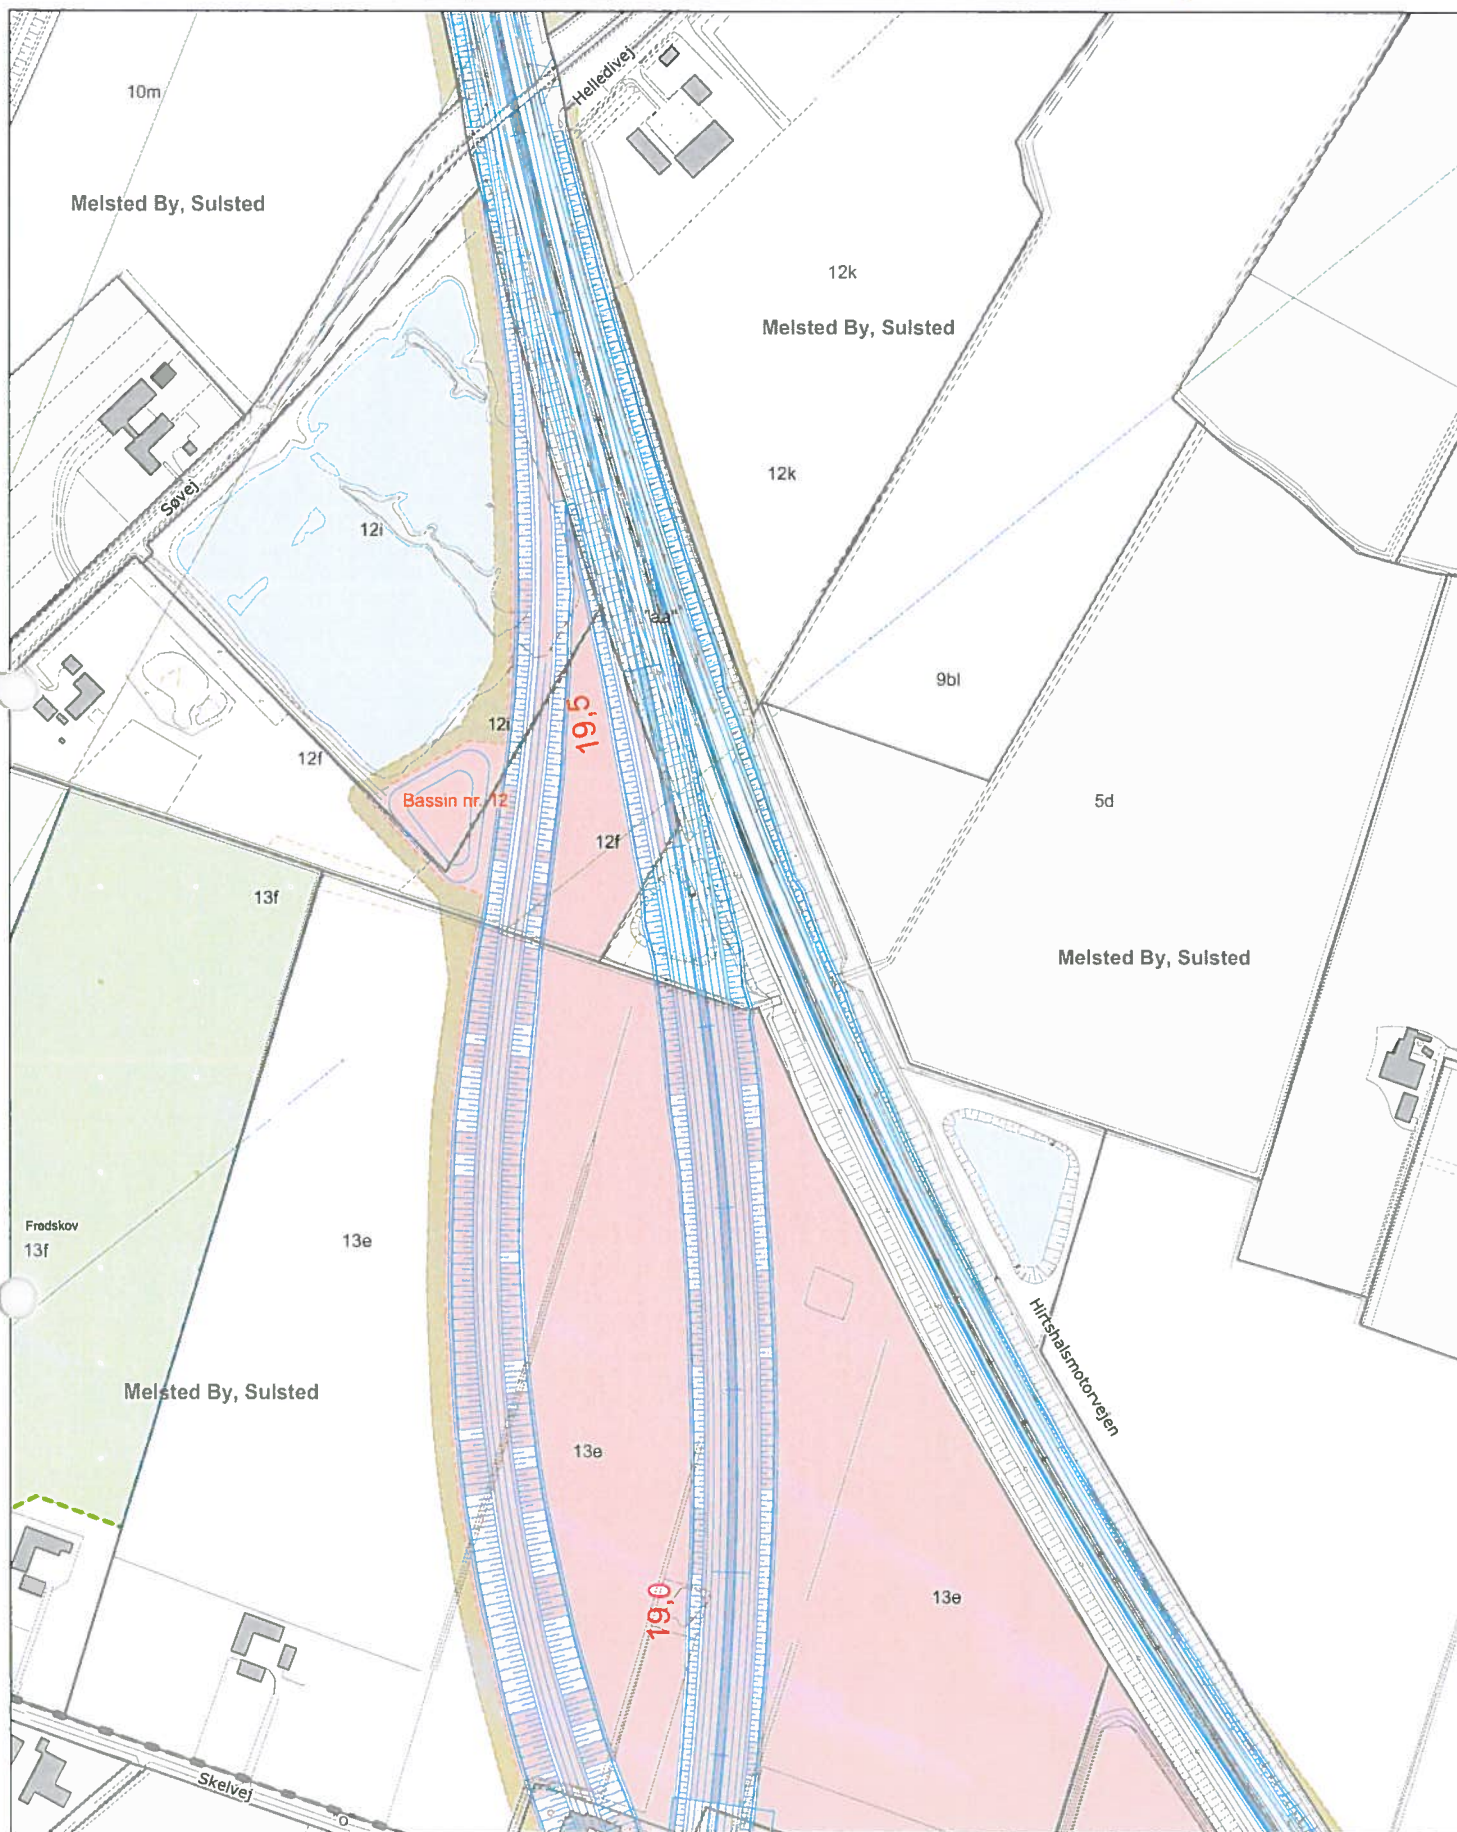 Helledivej
10m
Melsted By, Sulsted
12k
Melsted By, Sulsted
12k
Søvej
12i
"aa"
9bl
19,5
12i
12f
Bassin nr. 12
5d
12f
13f
Melsted By, Sulsted
Fredskov
13f
13e
Hirtshalsmotorvejen
Melsted By, Sulsted
13e
19,0
13e
Skelvej